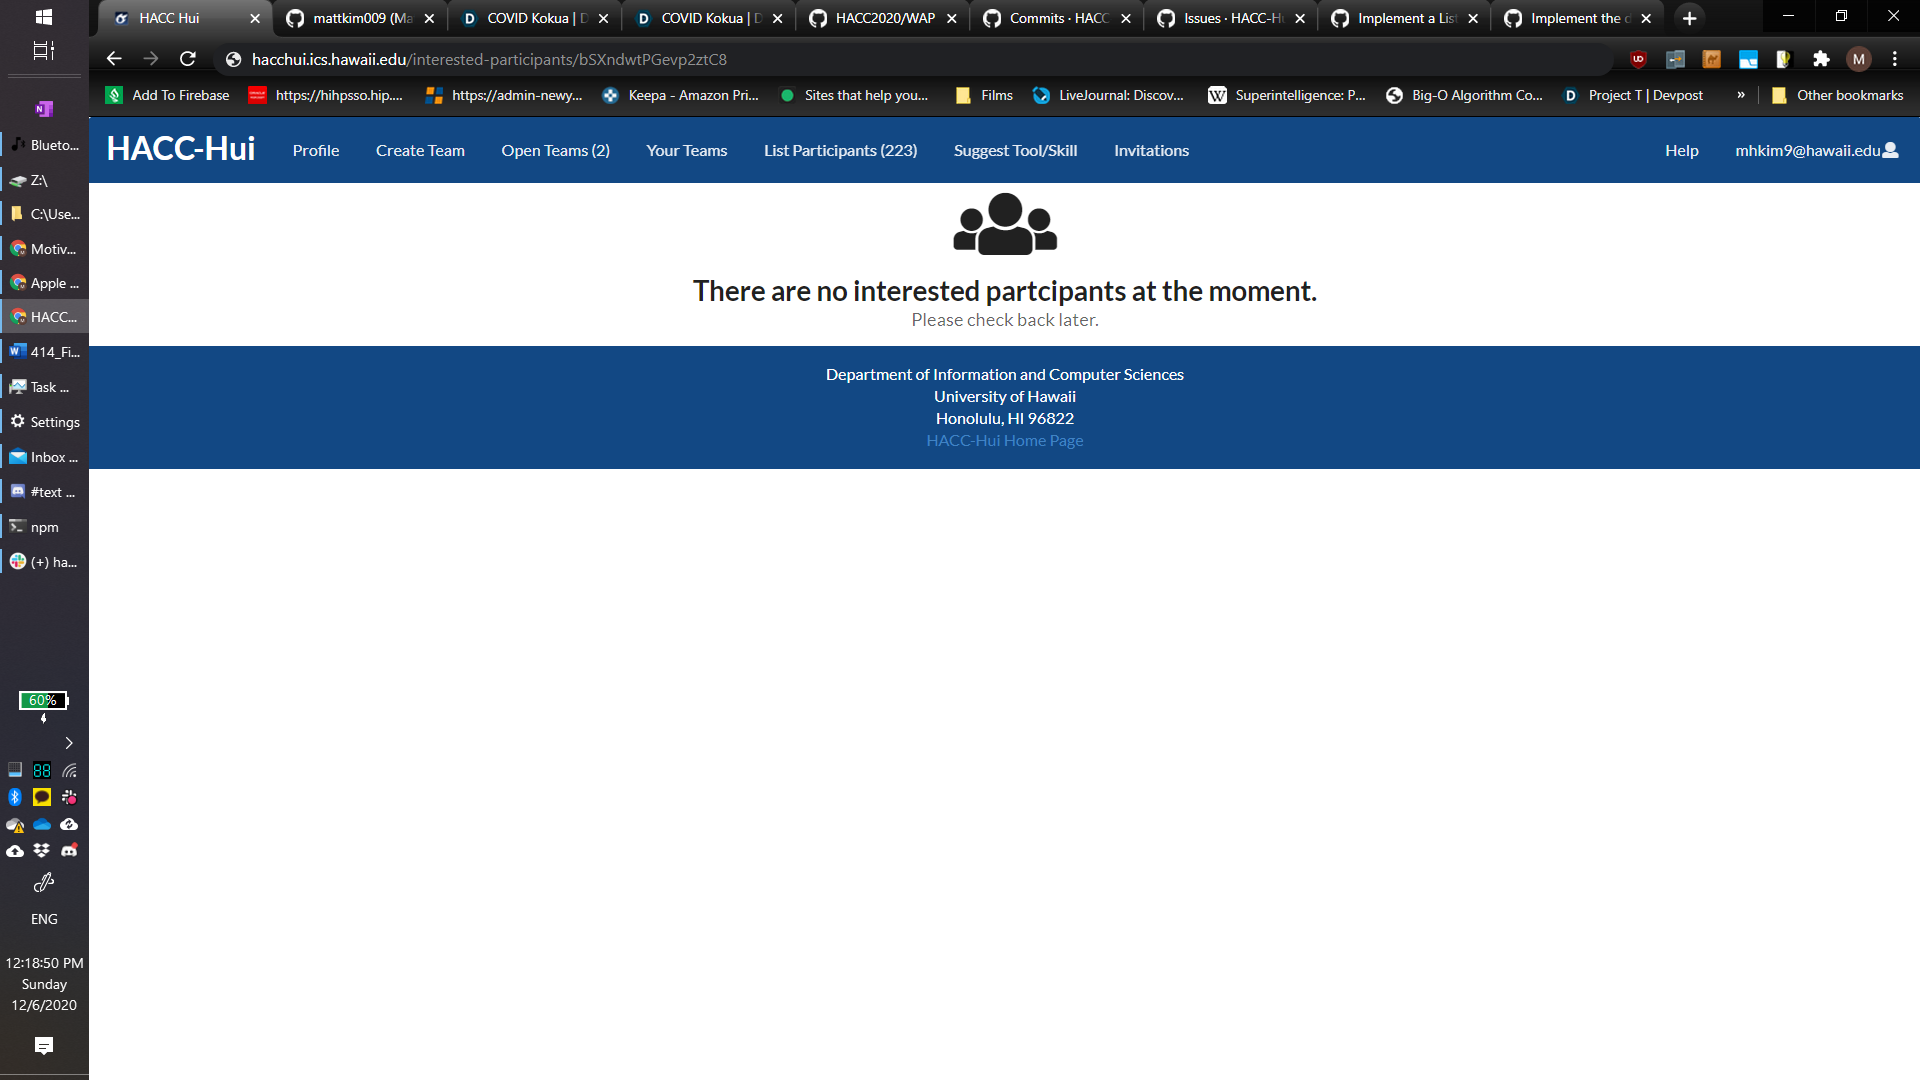 HACC Hui
mattkim009 (Ma
COVID Kokua | D
COVID Kokua | D
HACC2020/WAP
Commits · HACC
Issues · HACC-Hu
Implement a List
Implement the d
hacchui.ics.hawaii.edu/interested-participants/bSXndwtPGevp2ztC8
M
Add To Firebase
https://hihpsso.hip....
https://admin-newy...
Keepa - Amazon Pri...
Sites that help you...
Films
LiveJournal: Discov...
Superintelligence: P...
Big-O Algorithm Co...
Project T | Devpost
»
Other bookmarks
HACC-Hui
Profile
Create Team
Open Teams (2)
Your Teams
List Participants (223)
Suggest Tool/Skill
Invitations
Help
mhkim9@hawaii.edu
There are no interested partcipants at the moment.
Please check back later.
Department of Information and Computer Sciences
University of Hawaii
Honolulu, HI 96822
HACC-Hui Home Page
Blueto...
Z:\
C:\Use...
Motiv...
Apple ...
HACC...
414_Fi...
Task ...
Settings
Inbox ...
#text ...
npm
(+) ha...
60%
88
ENG
12:18:50 PM
Sunday
12/6/2020